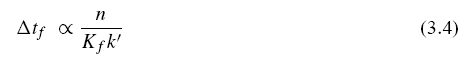 Δt_f ∝ n / K_f k′ (3.4)